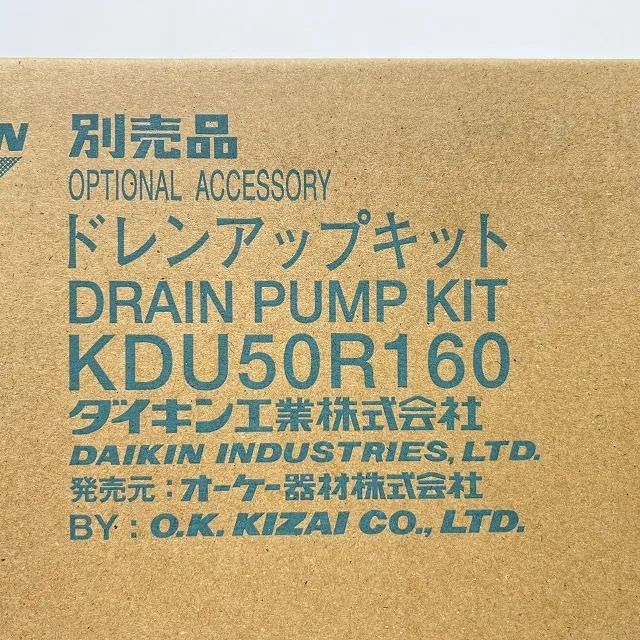 別売品
OPTIONAL ACCESSORY
ドレンアップキット
DRAIN PUMP KIT
KDU50R160
ダイキン工業株式会社
DAIKIN INDUSTRIES, LTD.
発売元：オーケー器材株式会社
BY : O.K. KIZAI CO., LTD.